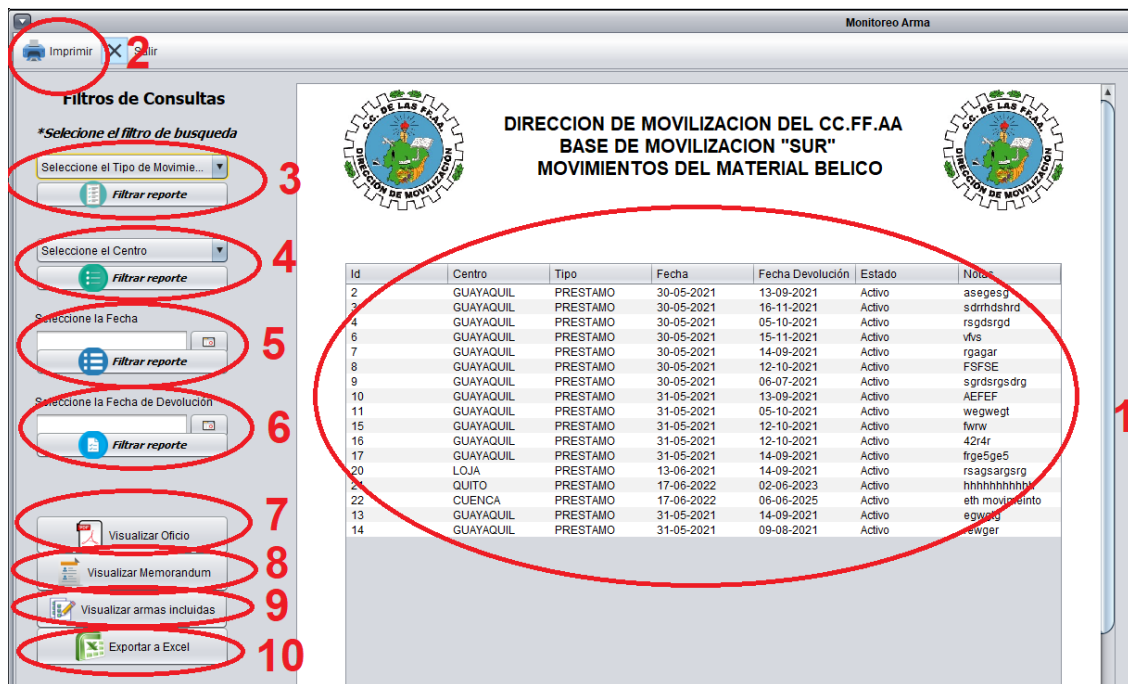 Monitoreo Arma
Imprimir Salir
2
Filtros de Consultas
*Selecione el filtro de busqueda
Seleccione el Tipo de Movimie...
Filtrar reporte
3
Seleccione el Centro
Filtrar reporte
4
Seleccione la Fecha
Filtrar reporte
5
Seleccione la Fecha de Devolución
Filtrar reporte
6
Visualizar Oficio
7
Visualizar Memorandum
8
Visualizar armas incluidas
9
Exportar a Excel
10
C.C. DE LAS FF.AA.
DIRECCIÓN DE MOVILIZACIÓN
DIRECCION DE MOVILIZACION DEL CC.FF.AA
BASE DE MOVILIZACION "SUR"
MOVIMIENTOS DEL MATERIAL BELICO
C.C. DE LAS FF.AA.
DIRECCIÓN DE MOVILIZACIÓN
Id Centro Tipo Fecha Fecha Devolución Estado Notas
2 GUAYAQUIL PRESTAMO 30-05-2021 13-09-2021 Activo asegesg
3 GUAYAQUIL PRESTAMO 30-05-2021 16-11-2021 Activo sdrrhdshrd
4 GUAYAQUIL PRESTAMO 30-05-2021 05-10-2021 Activo rsgdsrgd
6 GUAYAQUIL PRESTAMO 30-05-2021 15-11-2021 Activo vfvs
7 GUAYAQUIL PRESTAMO 30-05-2021 14-09-2021 Activo rgagar
8 GUAYAQUIL PRESTAMO 30-05-2021 12-10-2021 Activo FSFSE
9 GUAYAQUIL PRESTAMO 30-05-2021 06-07-2021 Activo sgrdsrgsdrg
10 GUAYAQUIL PRESTAMO 31-05-2021 13-09-2021 Activo AEFEF
11 GUAYAQUIL PRESTAMO 31-05-2021 05-10-2021 Activo wegwegt
15 GUAYAQUIL PRESTAMO 31-05-2021 12-10-2021 Activo fwrw
16 GUAYAQUIL PRESTAMO 31-05-2021 12-10-2021 Activo 42r4r
17 GUAYAQUIL PRESTAMO 31-05-2021 14-09-2021 Activo frge5ge5
20 LOJA PRESTAMO 13-06-2021 14-09-2021 Activo rsagsargsrg
21 QUITO PRESTAMO 17-06-2022 02-06-2023 Activo
22 CUENCA PRESTAMO 17-06-2022 06-06-2025 Activo eth movimeinto
13 GUAYAQUIL PRESTAMO 31-05-2021 14-09-2021 Activo
14 GUAYAQUIL PRESTAMO 31-05-2021 09-08-2021 Activo
1